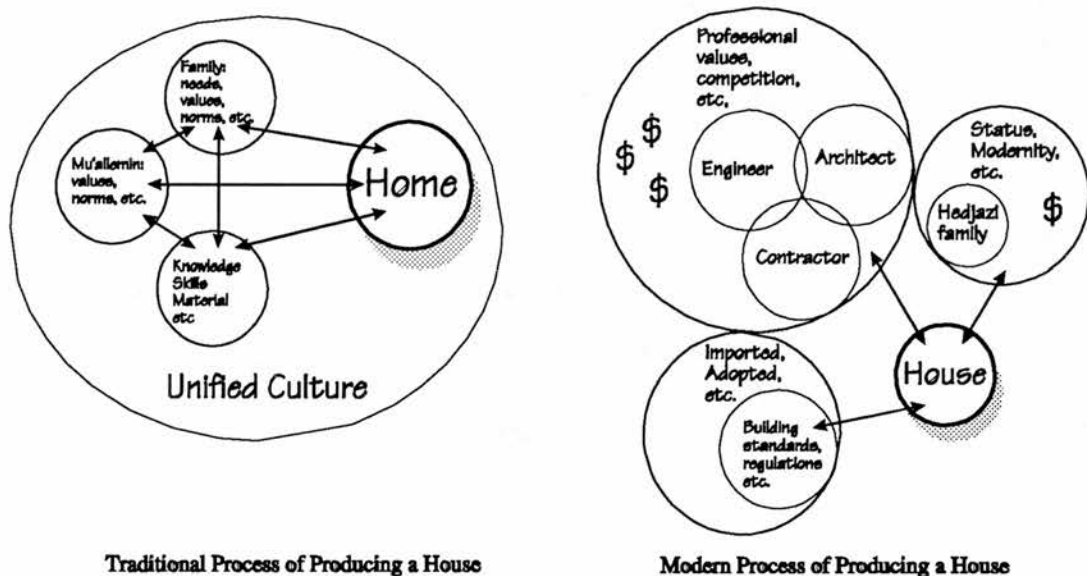 Family:
needs,
values,
norms, etc.
Mu'allemin:
values,
norms, etc.
Home
Knowledge
Skills
Material
etc
Unified Culture
Traditional Process of Producing a House
Professional
values,
competition,
etc.
$
$
$
Engineer
Architect
Contractor
Status,
Modernity,
etc.
$
Hedjazi
family
Imported,
Adopted,
etc.
Building
standards,
regulations
etc.
House
Modern Process of Producing a House